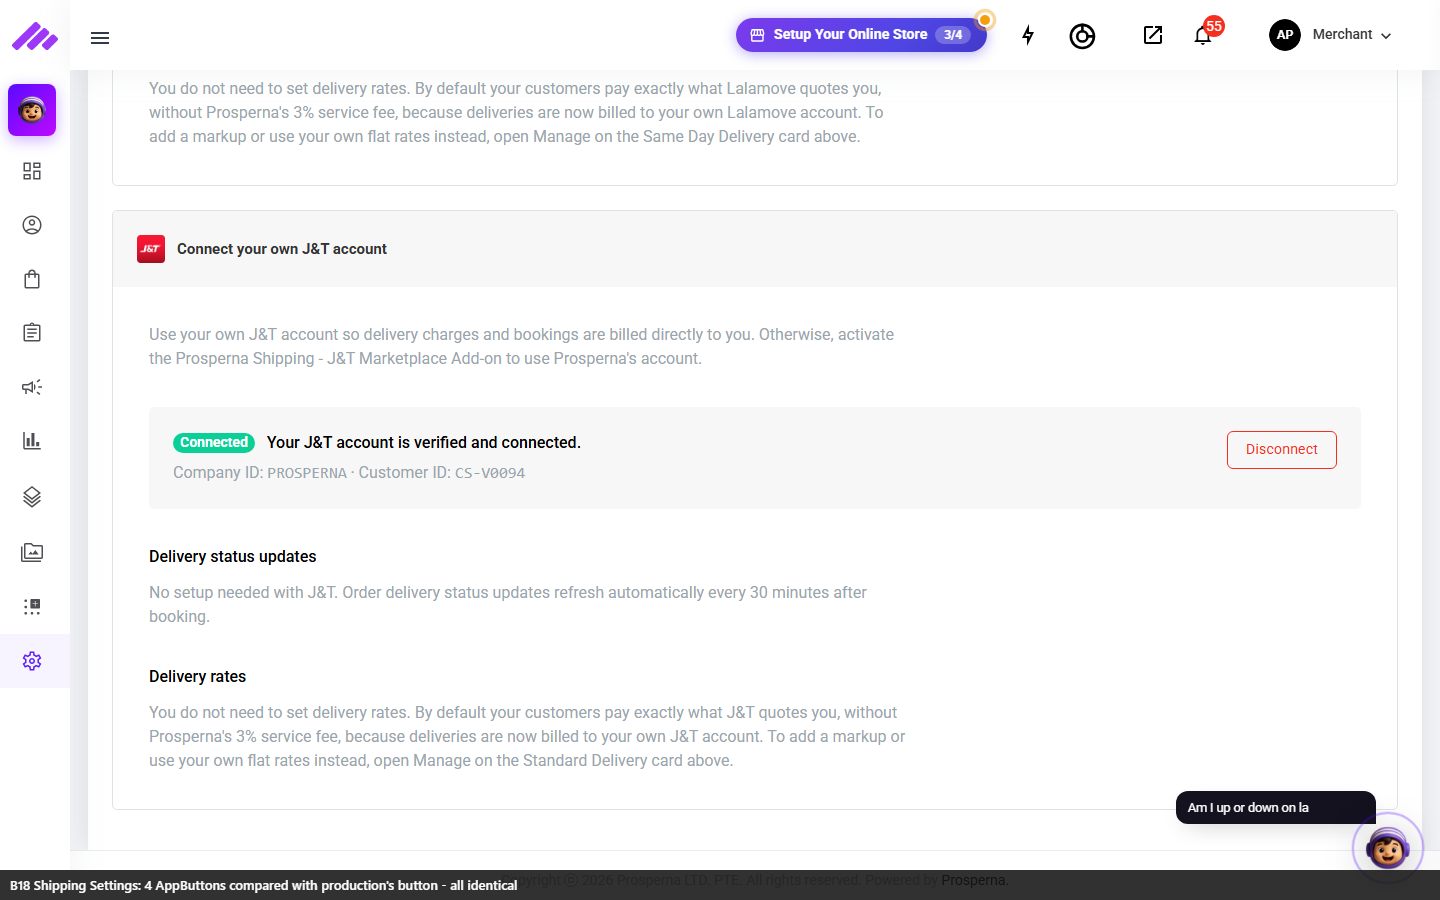 Setup Your Online Store 3/4
55
AP
Merchant
You do not need to set delivery rates. By default your customers pay exactly what Lalamove quotes you,
without Prosperna's 3% service fee, because deliveries are now billed to your own Lalamove account. To
add a markup or use your own flat rates instead, open Manage on the Same Day Delivery card above.
J&T
Connect your own J&T account
Use your own J&T account so delivery charges and bookings are billed directly to you. Otherwise, activate
the Prosperna Shipping - J&T Marketplace Add-on to use Prosperna's account.
Connected Your J&T account is verified and connected.
Company ID: PROSPERNA · Customer ID: CS-V0094
Disconnect
Delivery status updates
No setup needed with J&T. Order delivery status updates refresh automatically every 30 minutes after
booking.
Delivery rates
You do not need to set delivery rates. By default your customers pay exactly what J&T quotes you, without
Prosperna's 3% service fee, because deliveries are now billed to your own J&T account. To add a markup or
use your own flat rates instead, open Manage on the Standard Delivery card above.
Am I up or down on la
B18 Shipping Settings: 4 AppButtons compared with production's button - all identical
pyright © 2026 Prosperna LTD. PTE. All rights reserved. Powered by Prosperna.